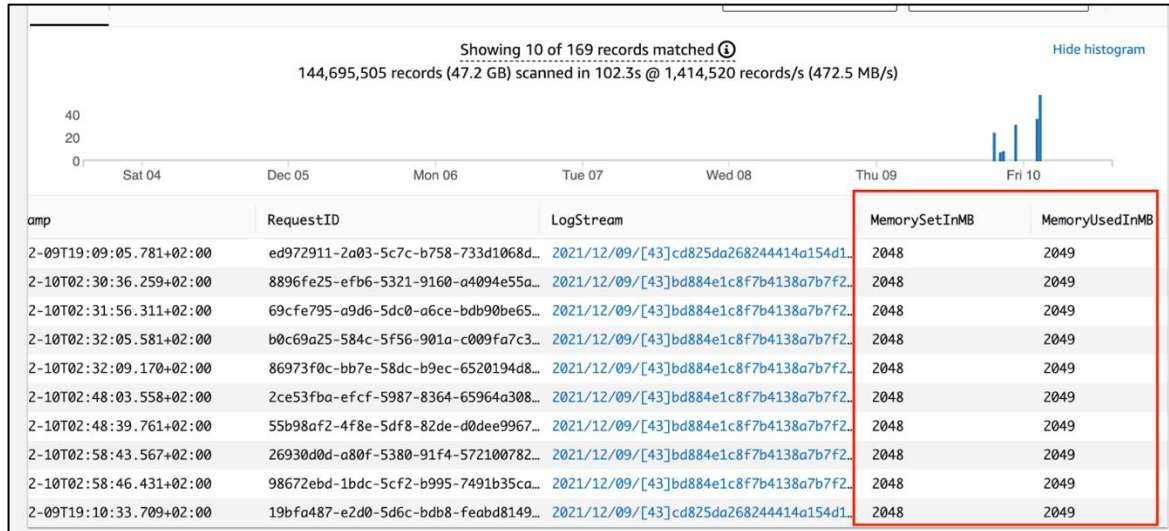 Showing 10 of 169 records matched
Hide histogram
144,695,505 records (47.2 GB) scanned in 102.3s @ 1,414,520 records/s (472.5 MB/s)
40
20
0
Sat 04 Dec 05 Mon 06 Tue 07 Wed 08 Thu 09 Fri 10
amp RequestID LogStream MemorySetInMB MemoryUsedInMB
2-09T19:09:05.781+02:00 ed972911-2a03-5c7c-b758-733d1068d… 2021/12/09/[43]cd825da268244414a154d1… 2048 2049
2-10T02:30:36.259+02:00 8896fe25-efb6-5321-9160-a4094e55a… 2021/12/09/[43]bd884e1c8f7b4138a7b7f2… 2048 2049
2-10T02:31:56.311+02:00 69cfe795-a9d6-5dc0-a6ce-bdb90be65… 2021/12/09/[43]bd884e1c8f7b4138a7b7f2… 2048 2049
2-10T02:32:05.581+02:00 b0c69a25-584c-5f56-901a-c009fa7c3… 2021/12/09/[43]bd884e1c8f7b4138a7b7f2… 2048 2049
2-10T02:32:09.170+02:00 86973f0c-bb7e-58dc-b9ec-6520194d8… 2021/12/09/[43]bd884e1c8f7b4138a7b7f2… 2048 2049
2-10T02:48:03.558+02:00 2ce53fba-efcf-5987-8364-65964a308… 2021/12/09/[43]bd884e1c8f7b4138a7b7f2… 2048 2049
2-10T02:48:39.761+02:00 55b98af2-4f8e-5df8-82de-d0dee9967… 2021/12/09/[43]bd884e1c8f7b4138a7b7f2… 2048 2049
2-10T02:58:43.567+02:00 26930d0d-a80f-5380-91f4-572100782… 2021/12/09/[43]bd884e1c8f7b4138a7b7f2… 2048 2049
2-10T02:58:46.431+02:00 98672ebd-1bdc-5cf2-b995-7491b35ca… 2021/12/09/[43]bd884e1c8f7b4138a7b7f2… 2048 2049
2-09T19:10:33.709+02:00 19bfa487-e2d0-5d6c-bdb8-feabd8149… 2021/12/09/[43]cd825da268244414a154d1… 2048 2049